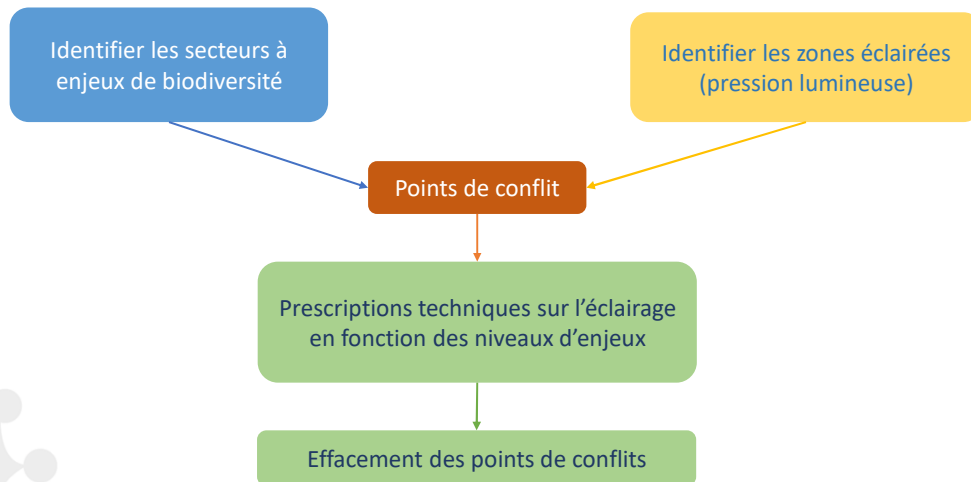 Identifier les secteurs à
enjeux de biodiversité
Identifier les zones éclairées
(pression lumineuse)
Points de conflit
Prescriptions techniques sur l’éclairage
en fonction des niveaux d’enjeux
Effacement des points de conflits